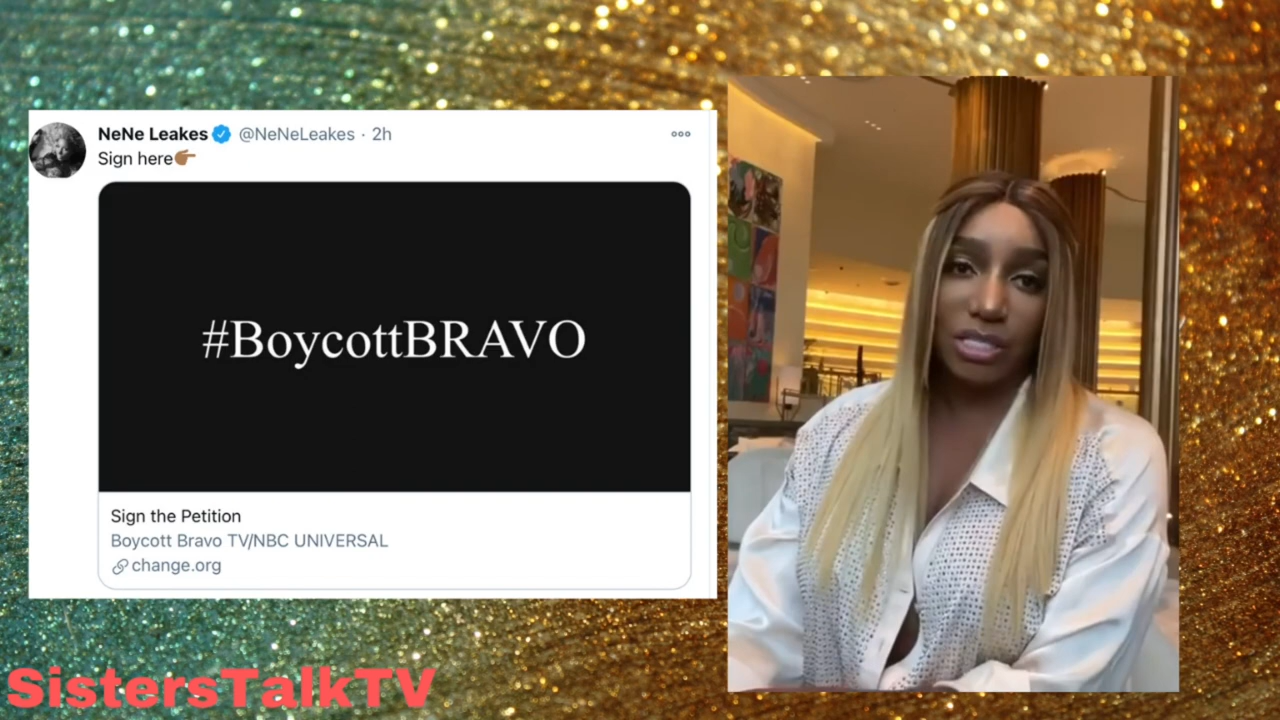 NeNe Leakes @NeNeLeakes · 2h
Sign here👉🏽
#BoycottBRAVO
Sign the Petition
Boycott Bravo TV/NBC UNIVERSAL
change.org
SistersTalkTV